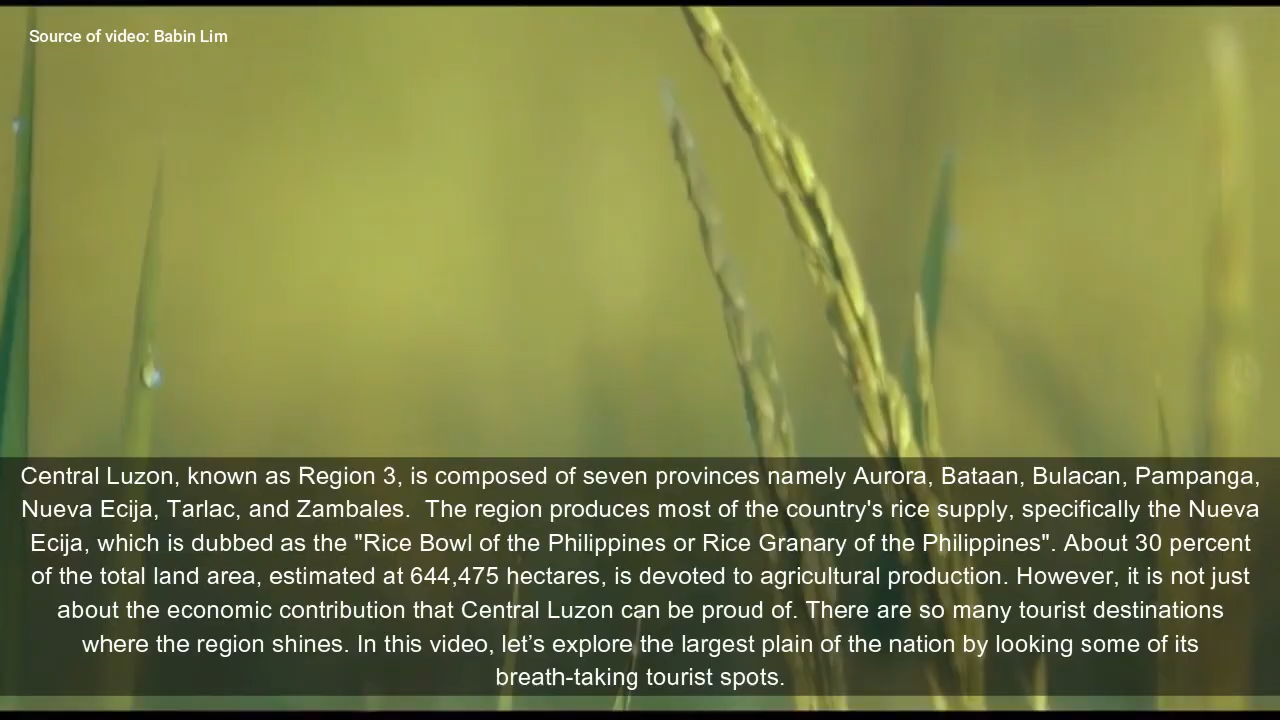 Source of video: Babin Lim
Central Luzon, known as Region 3, is composed of seven provinces namely Aurora, Bataan, Bulacan, Pampanga,
Nueva Ecija, Tarlac, and Zambales.  The region produces most of the country's rice supply, specifically the Nueva
Ecija, which is dubbed as the "Rice Bowl of the Philippines or Rice Granary of the Philippines". About 30 percent
of the total land area, estimated at 644,475 hectares, is devoted to agricultural production. However, it is not just
about the economic contribution that Central Luzon can be proud of. There are so many tourist destinations
where the region shines. In this video, let’s explore the largest plain of the nation by looking some of its
breath-taking tourist spots.